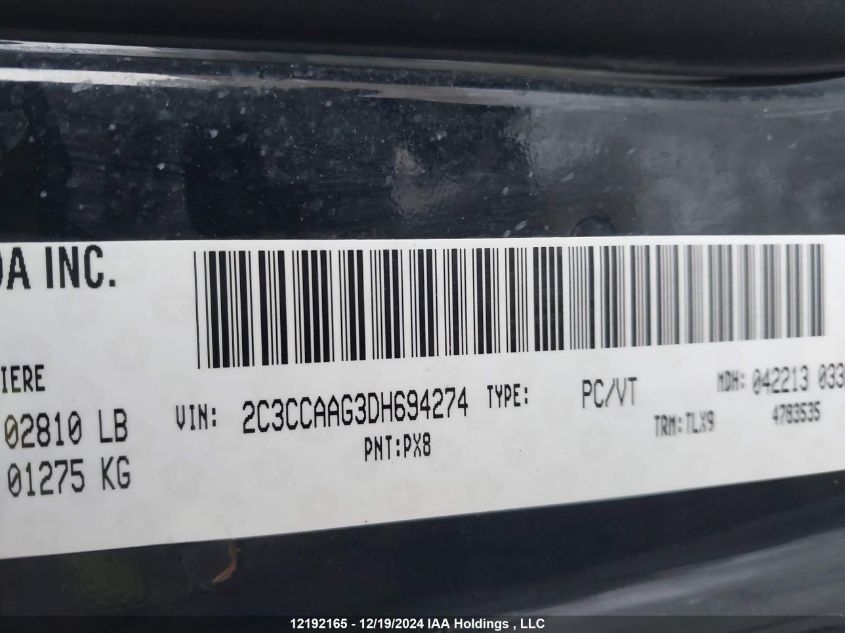 DA INC.
IERE
02810 LB
01275 KG
VIN: 2C3CCAAG3DH694274 TYPE: PC/VT MDH: 042213 033
PNT:PX8
TRM:TLX9 4783535
12192165 - 12/19/2024 IAA Holdings , LLC